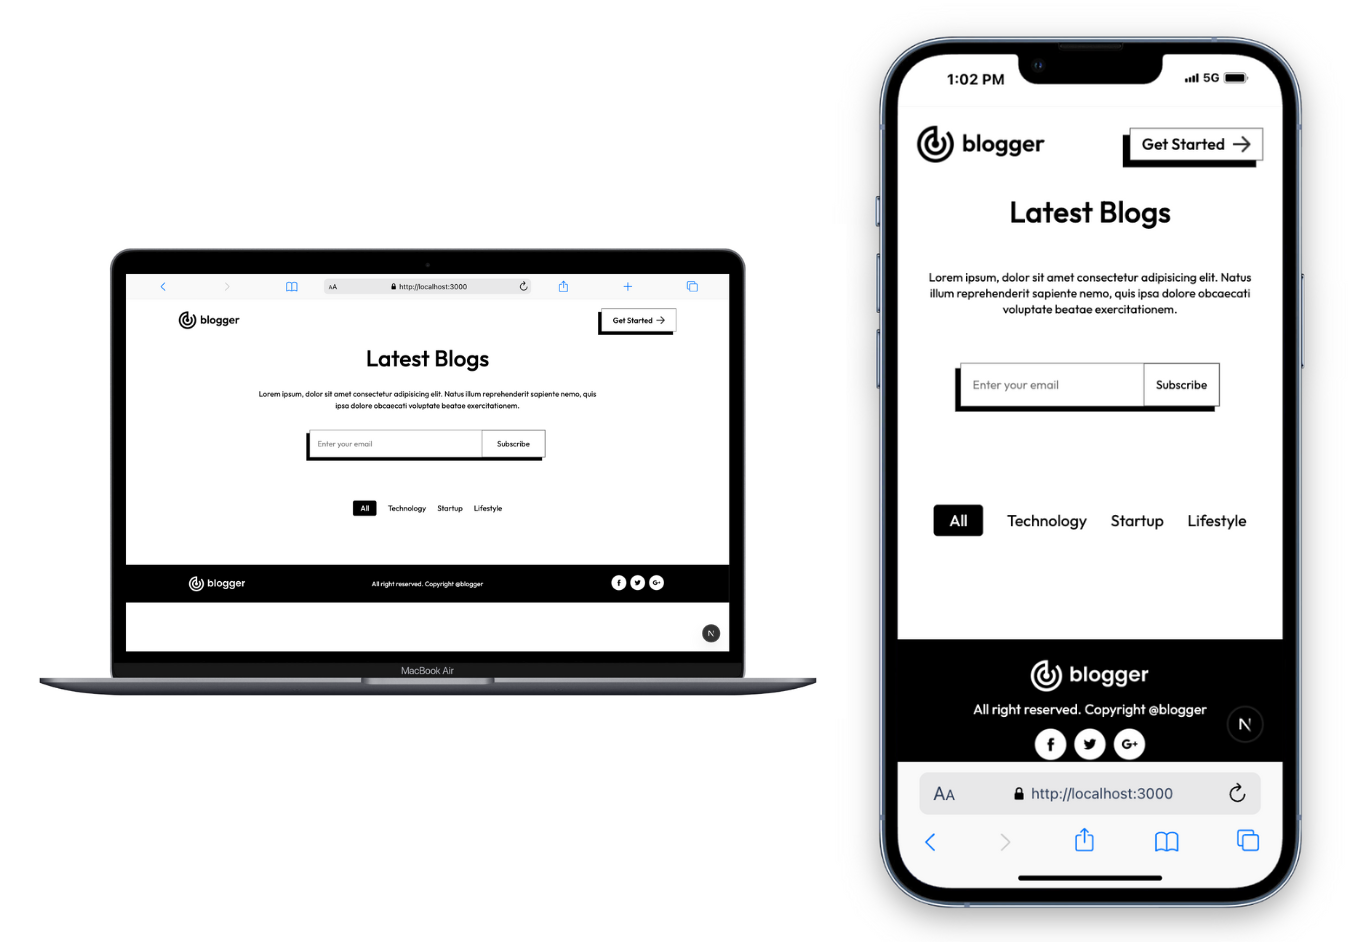 AA http://localhost:3000
blogger
Get Started
Latest Blogs
Lorem ipsum, dolor sit amet consectetur adipisicing elit. Natus illum reprehenderit sapiente nemo, quis
ipsa dolore obcaecati voluptate beatae exercitationem.
Enter your email Subscribe
All Technology Startup Lifestyle
blogger All right reserved. Copyright @blogger f G+
N
MacBook Air
1:02 PM 5G
blogger Get Started
Latest Blogs
Lorem ipsum, dolor sit amet consectetur adipisicing elit. Natus
illum reprehenderit sapiente nemo, quis ipsa dolore obcaecati
voluptate beatae exercitationem.
Enter your email Subscribe
All Technology Startup Lifestyle
blogger
All right reserved. Copyright @blogger
N
f G+
AA http://localhost:3000